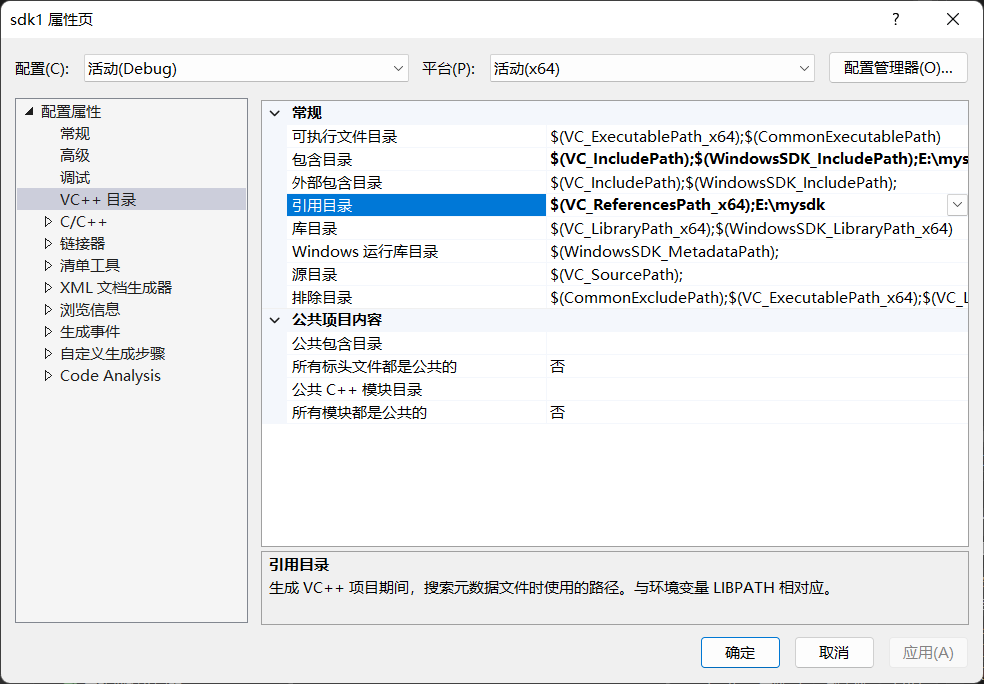 sdk1 属性页
配置(C): 活动(Debug) 平台(P): 活动(x64) 配置管理器(O)...
配置属性
常规
高级
调试
VC++ 目录
C/C++
链接器
清单工具
XML 文档生成器
浏览信息
生成事件
自定义生成步骤
Code Analysis
常规
可执行文件目录 $(VC_ExecutablePath_x64);$(CommonExecutablePath)
包含目录 $(VC_IncludePath);$(WindowsSDK_IncludePath);E:\mys
外部包含目录 $(VC_IncludePath);$(WindowsSDK_IncludePath);
引用目录 $(VC_ReferencesPath_x64);E:\mysdk
库目录 $(VC_LibraryPath_x64);$(WindowsSDK_LibraryPath_x64)
Windows 运行库目录 $(WindowsSDK_MetadataPath);
源目录 $(VC_SourcePath);
排除目录 $(CommonExcludePath);$(VC_ExecutablePath_x64);$(VC_L
公共项目内容
公共包含目录
所有标头文件都是公共的 否
公共 C++ 模块目录
所有模块都是公共的 否
引用目录
生成 VC++ 项目期间，搜索元数据文件时使用的路径。与环境变量 LIBPATH 相对应。
确定 取消 应用(A)